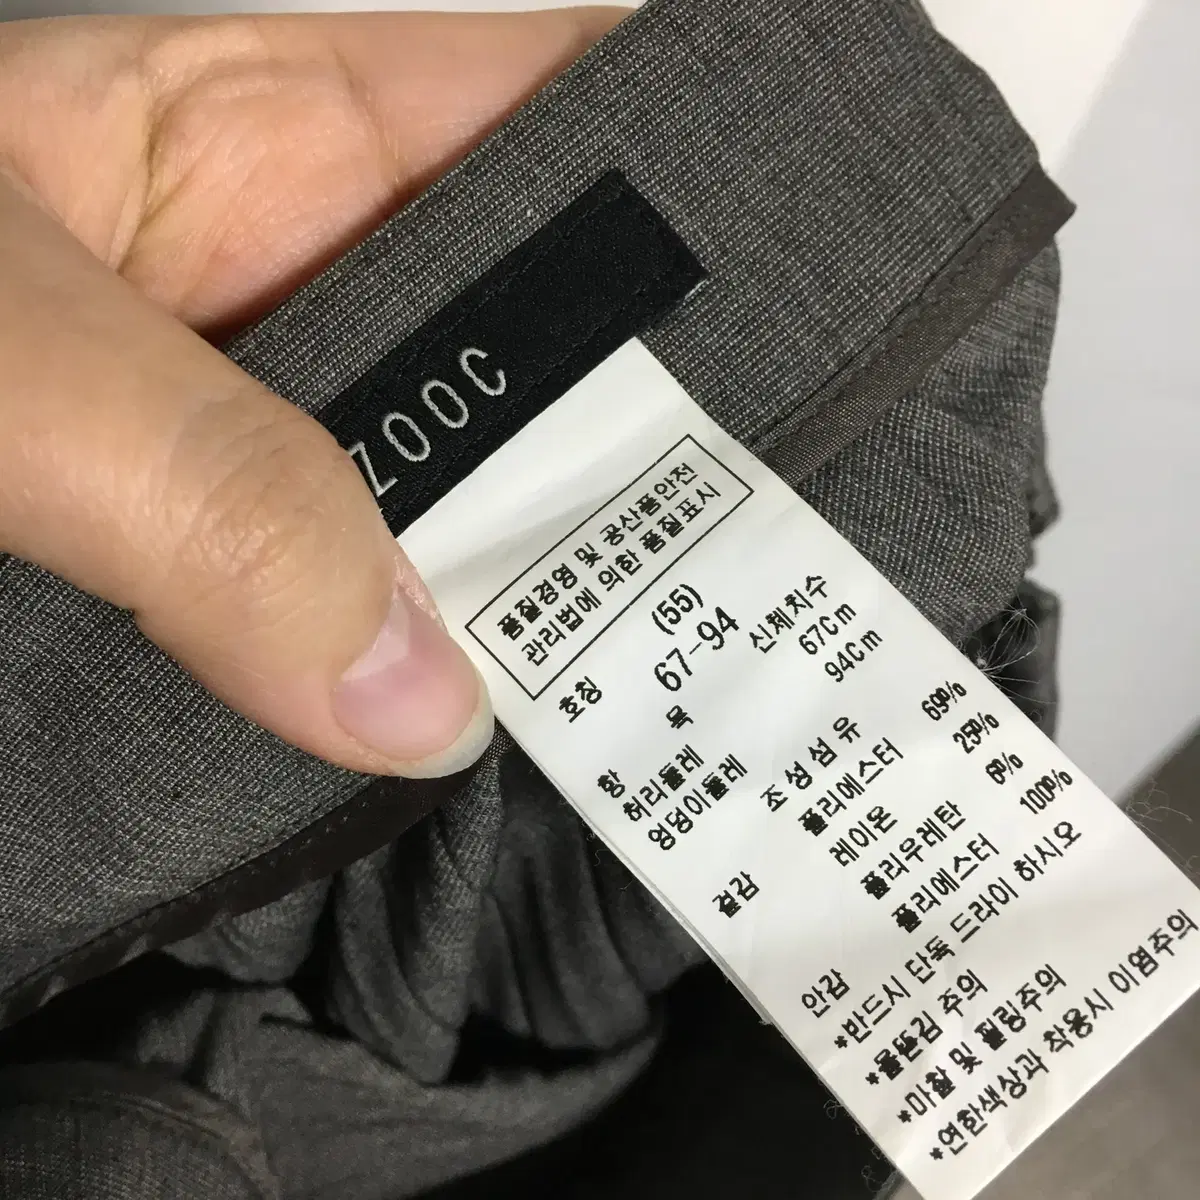 ZOOC
품질경영 및 공산품안전
관리법에 의한 품질표시
(55)
호칭 67-94
항 목 신체치수
허리둘레 67Cm
엉덩이둘레 94Cm
조성섬유
겉감 폴리에스터 69%
레이온 25%
폴리우레탄 6%
안감 폴리에스터 100%
*반드시 단독 드라이 하시오
*올뜯김 주의
*마찰 및 필링주의
*연한색상과 착용시 이염주의